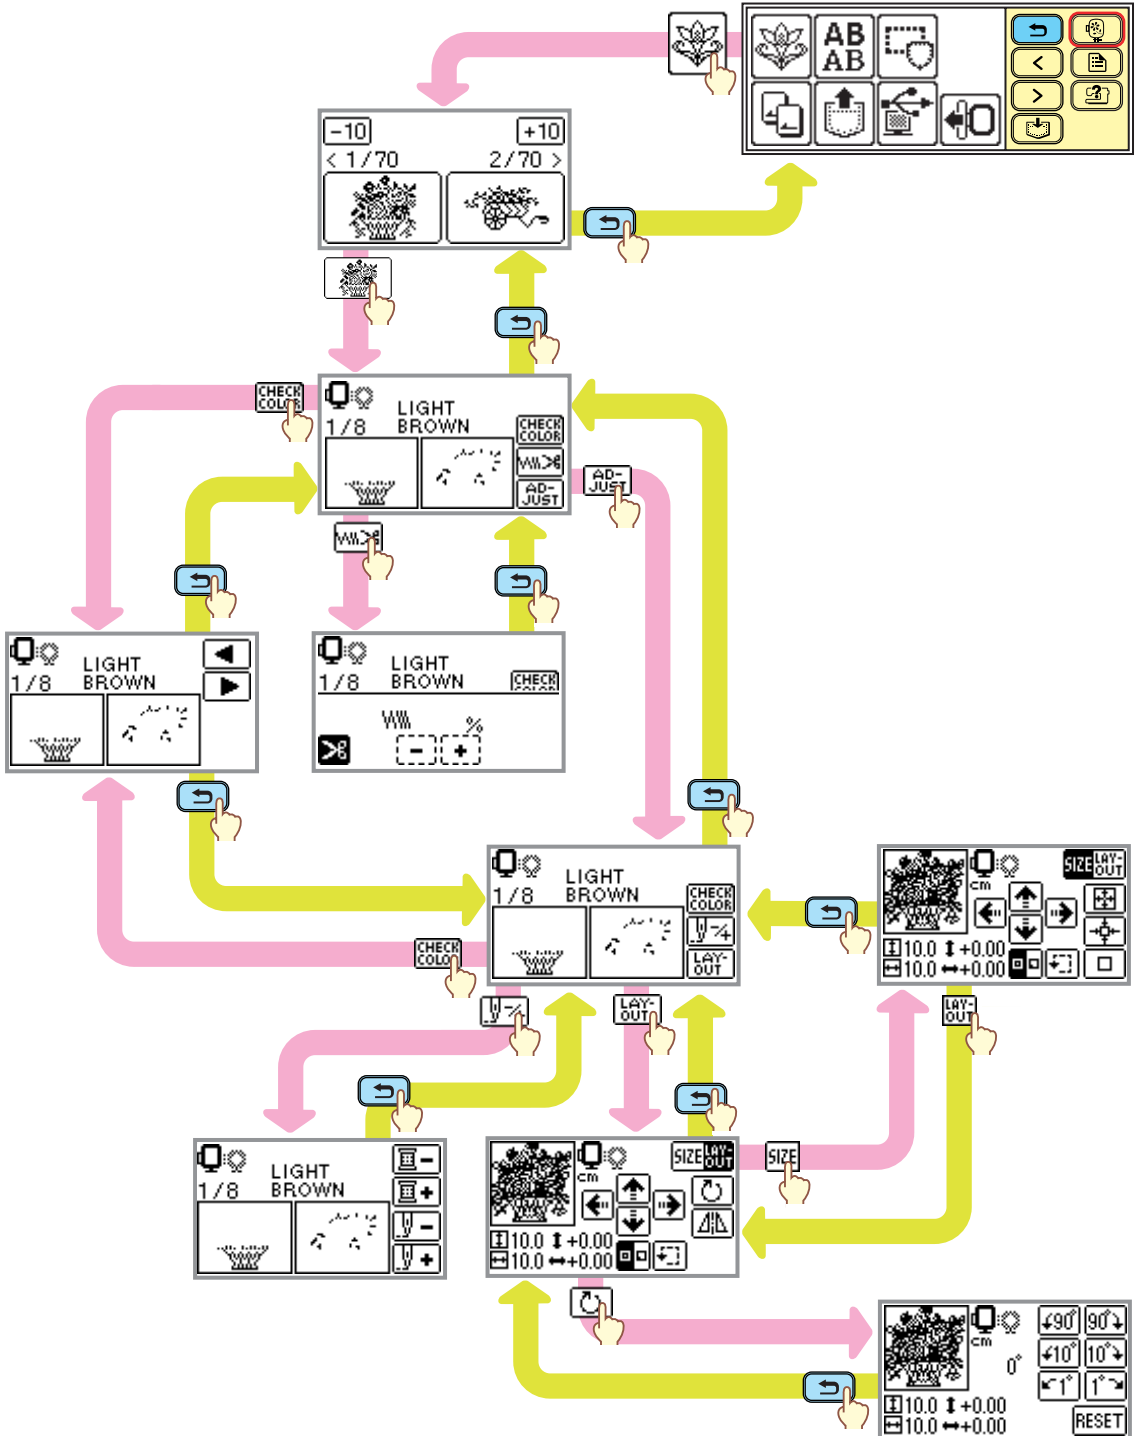 AB
AB
-10 +10
< 1/70 2/70 >
CHECK
COLOR
LIGHT
1/8 BROWN
CHECK
COLOR
AD-
JUST
AD-
JUST
LIGHT
1/8 BROWN
LIGHT
1/8 BROWN
CHECK
COLOR
%
- +
LIGHT
1/8 BROWN
CHECK
COLOR
LAY-
OUT
SIZE LAY-
OUT
cm
10.0 +0.00
10.0 +0.00
CHECK
COLOR
LAY-
OUT
LAY-
OUT
LIGHT
1/8 BROWN
-
+
-
+
SIZE LAY-
OUT
cm
10.0 +0.00
10.0 +0.00
SIZE
cm
0°
90° 90°
10° 10°
1° 1°
10.0 +0.00
10.0 +0.00
RESET